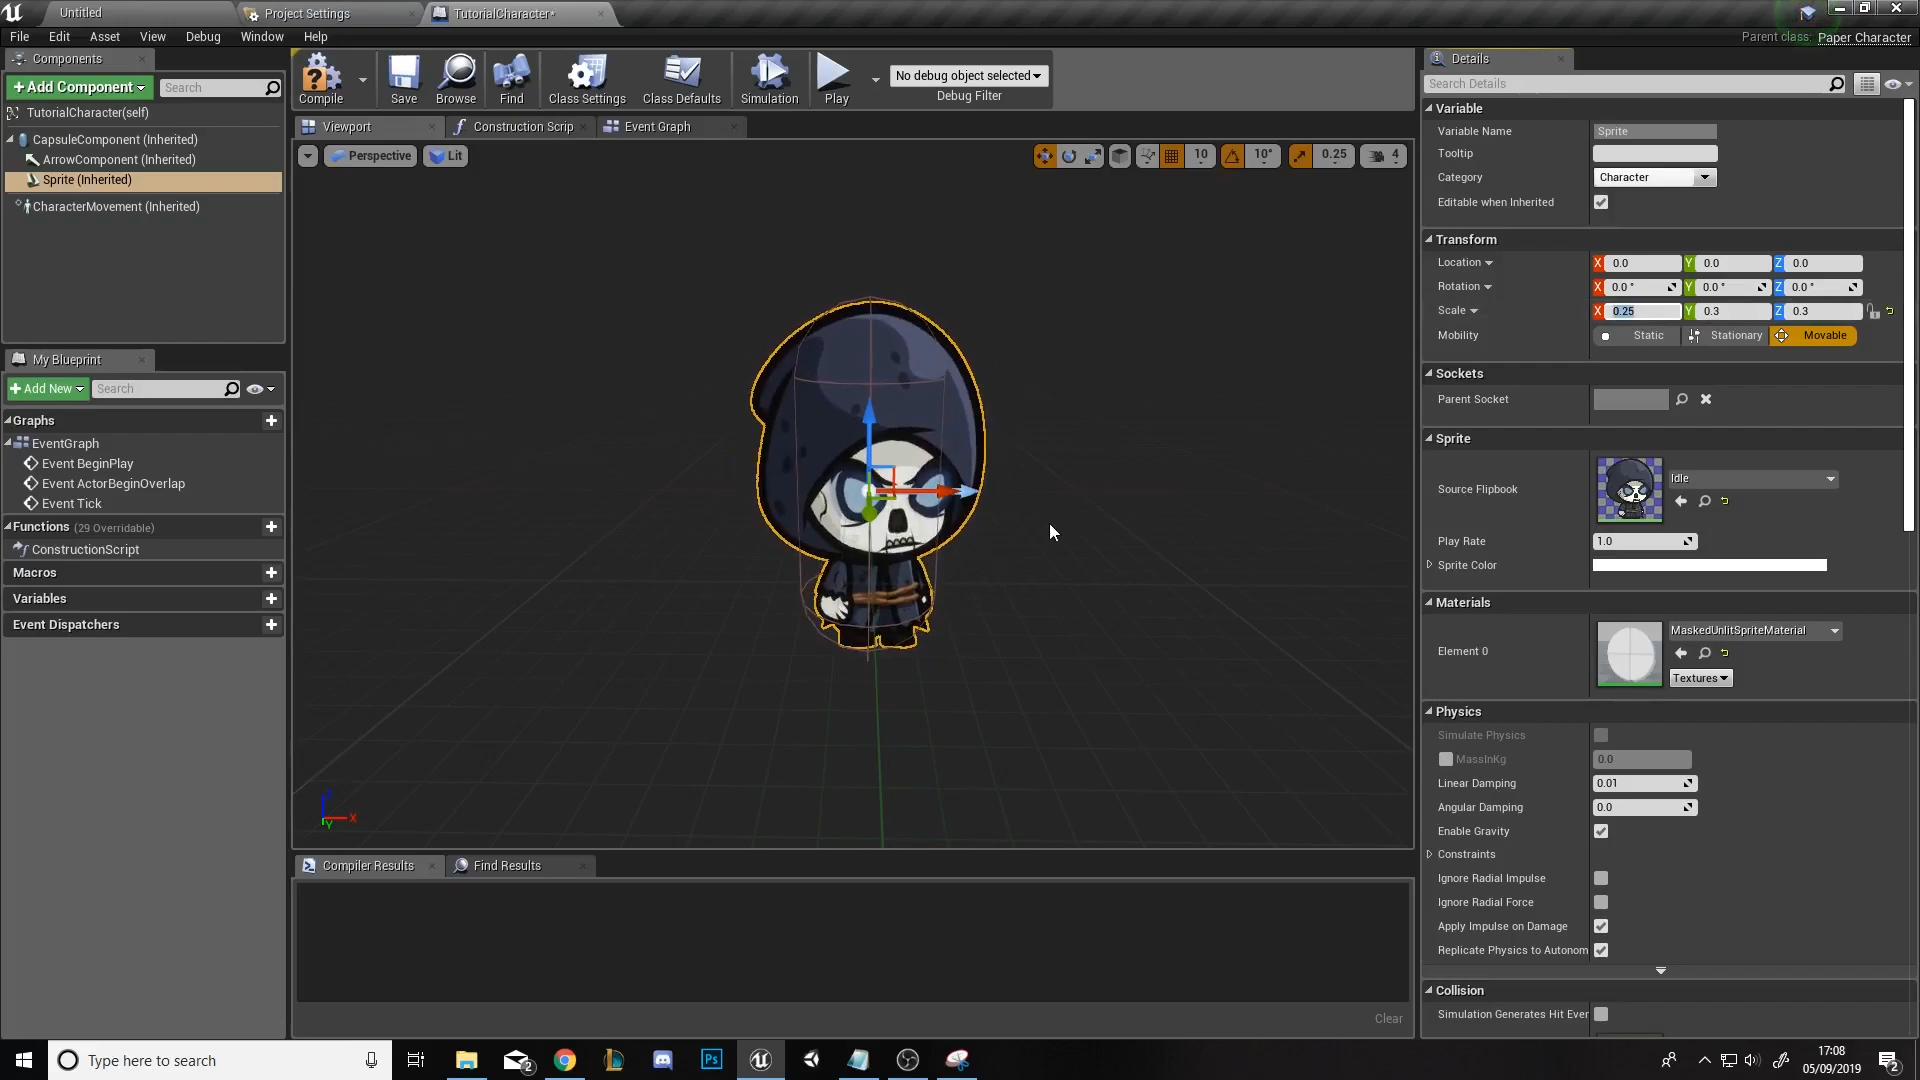 Untitled
Project Settings
TutorialCharacter*
File Edit Asset View Debug Window Help
Parent class: Paper Character
Components
+Add Component
Search
TutorialCharacter(self)
CapsuleComponent (Inherited)
ArrowComponent (Inherited)
Sprite (Inherited)
CharacterMovement (Inherited)
My Blueprint
+Add New
Search
Graphs
EventGraph
Event BeginPlay
Event ActorBeginOverlap
Event Tick
Functions (29 Overridable)
ConstructionScript
Macros
Variables
Event Dispatchers
Compile
Save
Browse
Find
Class Settings
Class Defaults
Simulation
Play
No debug object selected
Debug Filter
Viewport
Construction Scrip
Event Graph
Perspective
Lit
10
10°
0.25
4
Z
X
Y
Compiler Results
Find Results
Clear
Details
Search Details
Variable
Variable Name Sprite
Tooltip
Category Character
Editable when Inherited
Transform
Location X 0.0 Y 0.0 Z 0.0
Rotation X 0.0 ° Y 0.0 ° Z 0.0 °
Scale X 0.25 Y 0.3 Z 0.3
Mobility Static Stationary Movable
Sockets
Parent Socket
Sprite
Source Flipbook Idle
Play Rate 1.0
Sprite Color
Materials
Element 0 MaskedUnlitSpriteMaterial
Textures
Physics
Simulate Physics
MassInKg 0.0
Linear Damping 0.01
Angular Damping 0.0
Enable Gravity
Constraints
Ignore Radial Impulse
Ignore Radial Force
Apply Impulse on Damage
Replicate Physics to Autonom
Collision
Simulation Generates Hit Ever
Type here to search
2
Ps
17:08
05/09/2019
2